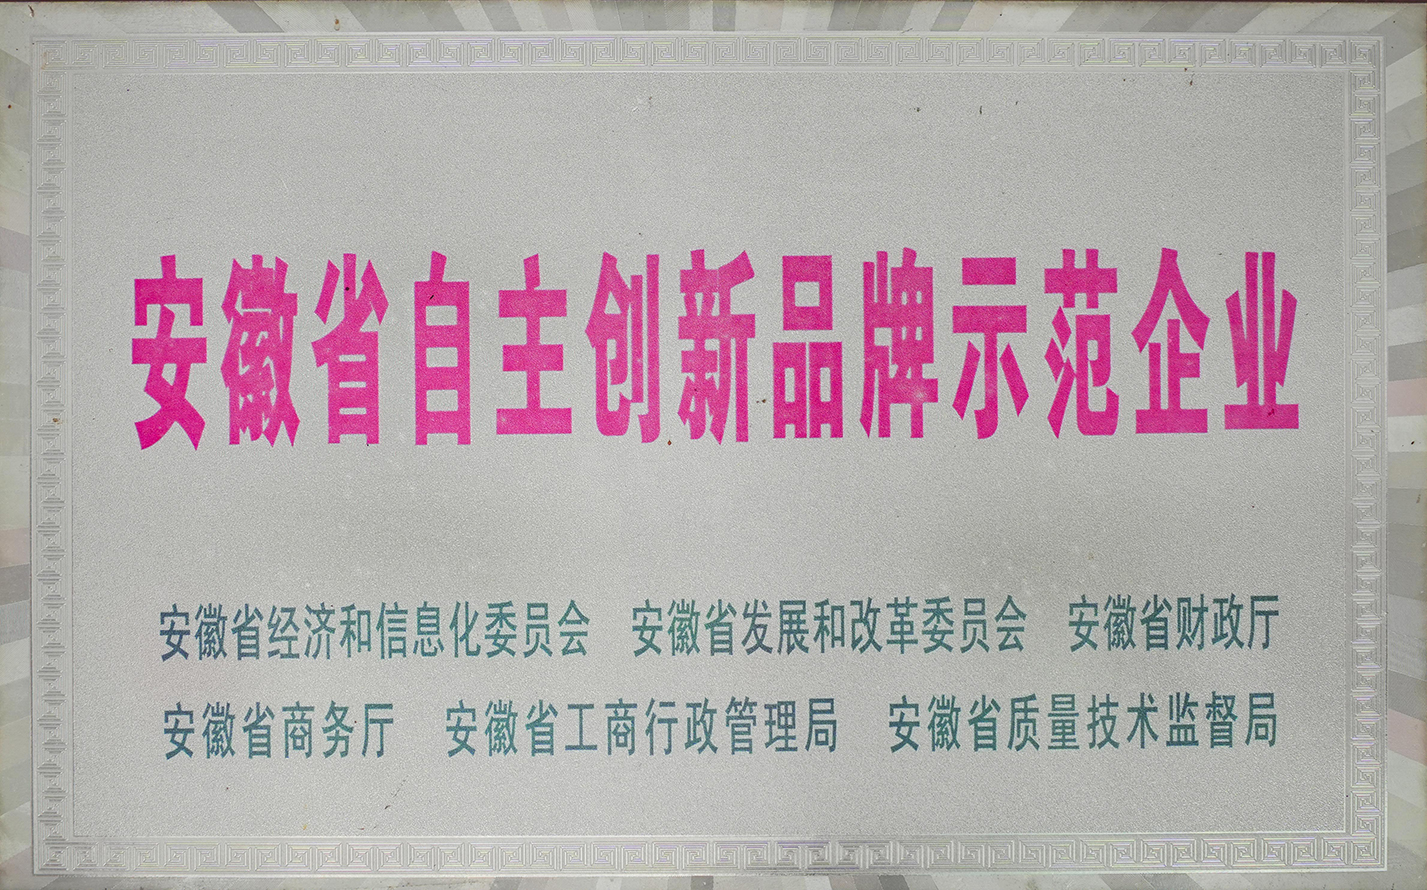 安徽省自主创新品牌示范企业
安徽省经济和信息化委员会 安徽省发展和改革委员会 安徽省财政厅
安徽省商务厅 安徽省工商行政管理局 安徽省质量技术监督局